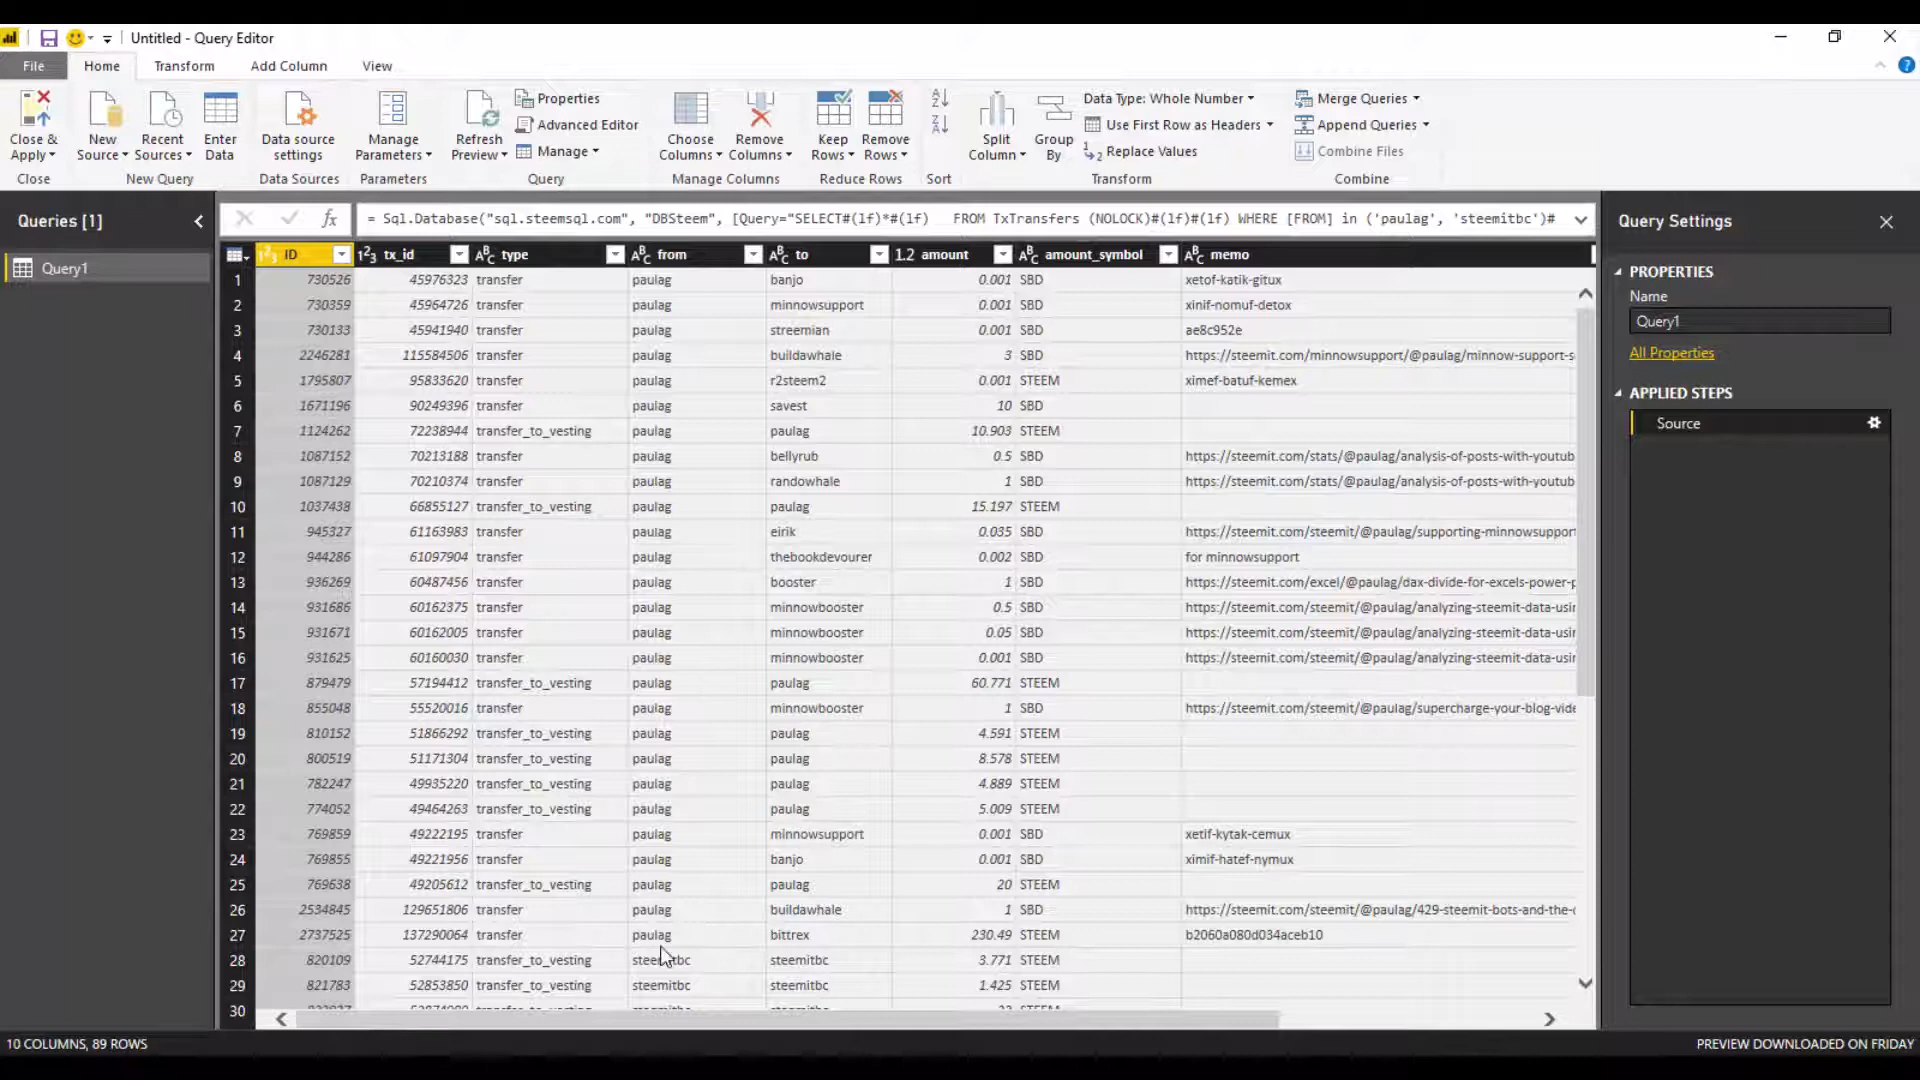 Untitled - Query Editor
File Home Transform Add Column View
Close & Apply
New Source
Recent Sources
Enter Data
Data source settings
Manage Parameters
Refresh Preview
Properties
Advanced Editor
Manage
Choose Columns
Remove Columns
Keep Rows
Remove Rows
Split Column
Group By
Data Type: Whole Number
Use First Row as Headers
Replace Values
Merge Queries
Append Queries
Combine Files
Close New Query Data Sources Parameters Query Manage Columns Reduce Rows Sort Transform Combine
Queries [1]
Query1
fx = Sql.Database("sql.steemsql.com", "DBSteem", [Query="SELECT#(lf)*#(lf) FROM TxTransfers (NOLOCK)#(lf)#(lf) WHERE [FROM] in ('paulag', 'steemitbc')#
ID tx_id type from to amount amount_symbol memo
1 730526 45976323 transfer paulag banjo 0.001 SBD xetof-katik-gitux
2 730359 45964726 transfer paulag minnowsupport 0.001 SBD xinif-nomuf-detox
3 730133 45941940 transfer paulag streemian 0.001 SBD ae8c952e
4 2246281 115584506 transfer paulag buildawhale 3 SBD https://steemit.com/minnowsupport/@paulag/minnow-support-s
5 1795807 95833620 transfer paulag r2steem2 0.001 STEEM ximef-batuf-kemex
6 1671196 90249396 transfer paulag savest 10 SBD
7 1124262 72238944 transfer_to_vesting paulag paulag 10.903 STEEM
8 1087152 70213188 transfer paulag bellyrub 0.5 SBD https://steemit.com/stats/@paulag/analysis-of-posts-with-youtub
9 1087129 70210374 transfer paulag randowhale 1 SBD https://steemit.com/stats/@paulag/analysis-of-posts-with-youtub
10 1037438 66855127 transfer_to_vesting paulag paulag 15.197 STEEM
11 945327 61163983 transfer paulag eirik 0.035 SBD https://steemit.com/steemit/@paulag/supporting-minnowsupport
12 944286 61097904 transfer paulag thebookdevourer 0.002 SBD for minnowsupport
13 936269 60487456 transfer paulag booster 1 SBD https://steemit.com/excel/@paulag/dax-divide-for-excels-power-p
14 931686 60162375 transfer paulag minnowbooster 0.5 SBD https://steemit.com/steemit/@paulag/analyzing-steemit-data-usin
15 931671 60162005 transfer paulag minnowbooster 0.05 SBD https://steemit.com/steemit/@paulag/analyzing-steemit-data-usin
16 931625 60160030 transfer paulag minnowbooster 0.001 SBD https://steemit.com/steemit/@paulag/analyzing-steemit-data-usin
17 879479 57194412 transfer_to_vesting paulag paulag 60.771 STEEM
18 855048 55520016 transfer paulag minnowbooster 1 SBD https://steemit.com/steemit/@paulag/supercharge-your-blog-vide
19 810152 51866292 transfer_to_vesting paulag paulag 4.591 STEEM
20 800519 51171304 transfer_to_vesting paulag paulag 8.578 STEEM
21 782247 49935220 transfer_to_vesting paulag paulag 4.889 STEEM
22 774052 49464263 transfer_to_vesting paulag paulag 5.009 STEEM
23 769859 49222195 transfer paulag minnowsupport 0.001 SBD xetif-kytak-cemux
24 769855 49221956 transfer paulag banjo 0.001 SBD ximif-hatef-nymux
25 769638 49205612 transfer_to_vesting paulag paulag 20 STEEM
26 2534845 129651806 transfer paulag buildawhale 1 SBD https://steemit.com/steemit/@paulag/429-steemit-bots-and-the-
27 2737525 137290064 transfer paulag bittrex 230.49 STEEM b2060a080d034aceb10
28 820109 52744175 transfer_to_vesting steemitbc steemitbc 3.771 STEEM
29 821783 52853850 transfer_to_vesting steemitbc steemitbc 1.425 STEEM
30
Query Settings
PROPERTIES
Name
Query1
All Properties
APPLIED STEPS
Source
10 COLUMNS, 89 ROWS
PREVIEW DOWNLOADED ON FRIDAY